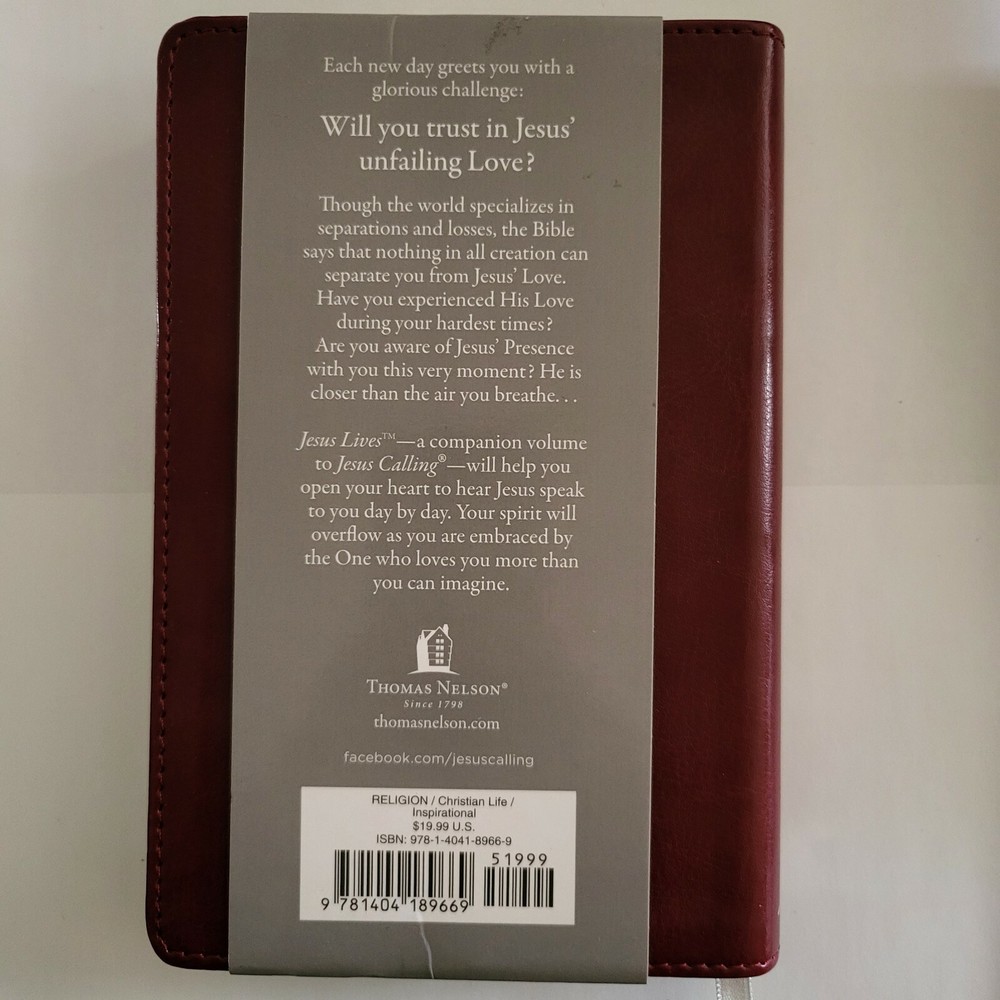 Each new day greets you with a
glorious challenge:
Will you trust in Jesus’
unfailing Love?
Though the world specializes in
separations and losses, the Bible
says that nothing in all creation can
separate you from Jesus’ Love.
Have you experienced His Love
during your hardest times?
Are you aware of Jesus’ Presence
with you this very moment? He is
closer than the air you breathe. . .
Jesus Lives™—a companion volume
to Jesus Calling®—will help you
open your heart to hear Jesus speak
to you day by day. Your spirit will
overflow as you are embraced by
the One who loves you more than
you can imagine.
Thomas Nelson®
Since 1798
thomasnelson.com
facebook.com/jesuscalling
RELIGION / Christian Life /
Inspirational
$19.99 U.S.
ISBN: 978-1-4041-8966-9
51999
9 781404 189669